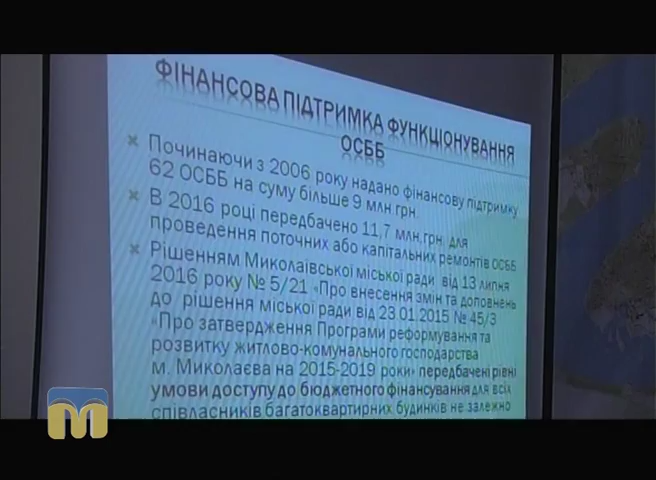 ФІНАНСОВА ПІДТРИМКА ФУНКЦІОНУВАННЯ
ОСББ
Починаючи з 2006 року надано фінансову підтримку
62 ОСББ на суму більше 9 млн грн.
В 2016 році передбачено 11,7 млн.грн. для
проведення поточних або капітальних ремонтів ОСББ
Рішенням Миколаївської міської ради від 13 липня
2016 року № 5/21 «Про внесення змін та доповнень
до рішення міської ради від 23.01.2015 № 45/3
«Про затвердження Програми реформування та
розвитку житлово-комунального господарства
м. Миколаєва на 2015-2019 роки» передбачені рівні
умови доступу до бюджетного фінансування для всіх
співласників багатоквартирних будинків не залежно